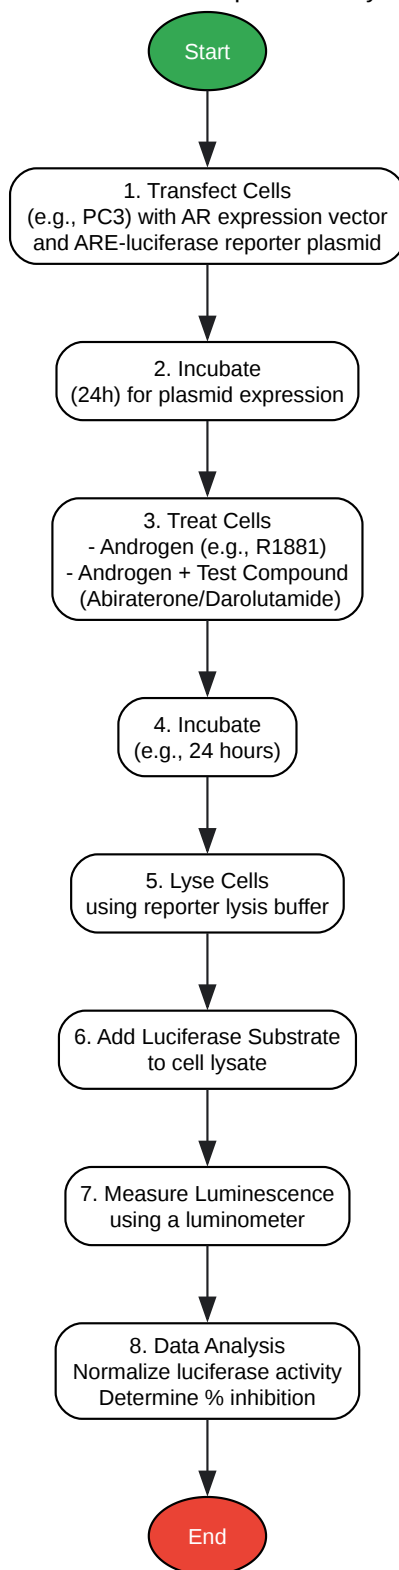 Start
1. Transfect Cells
(e.g., PC3) with AR expression vector
and ARE-luciferase reporter plasmid
2. Incubate
(24h) for plasmid expression
3. Treat Cells
- Androgen (e.g., R1881)
- Androgen + Test Compound
(Abiraterone/Darolutamide)
4. Incubate
(e.g., 24 hours)
5. Lyse Cells
using reporter lysis buffer
6. Add Luciferase Substrate
to cell lysate
7. Measure Luminescence
using a luminometer
8. Data Analysis
Normalize luciferase activity
Determine % inhibition
End